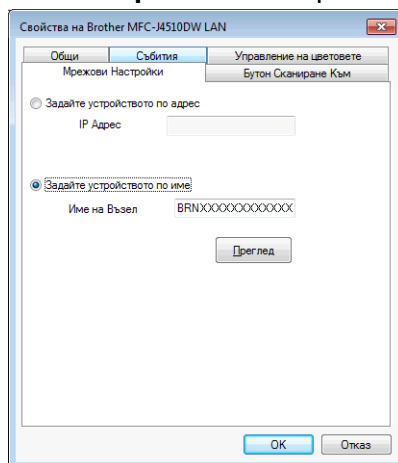 Свойства на Brother MFC-J4510DW LAN
Общи Събития Управление на цветовете
Мрежови Настройки Бутон Сканиране Към
Задайте устройството по адрес
IP Адрес
Задайте устройството по име
Име на Възел BRNXXXXXXXXXXXX
Преглед
OK Отказ